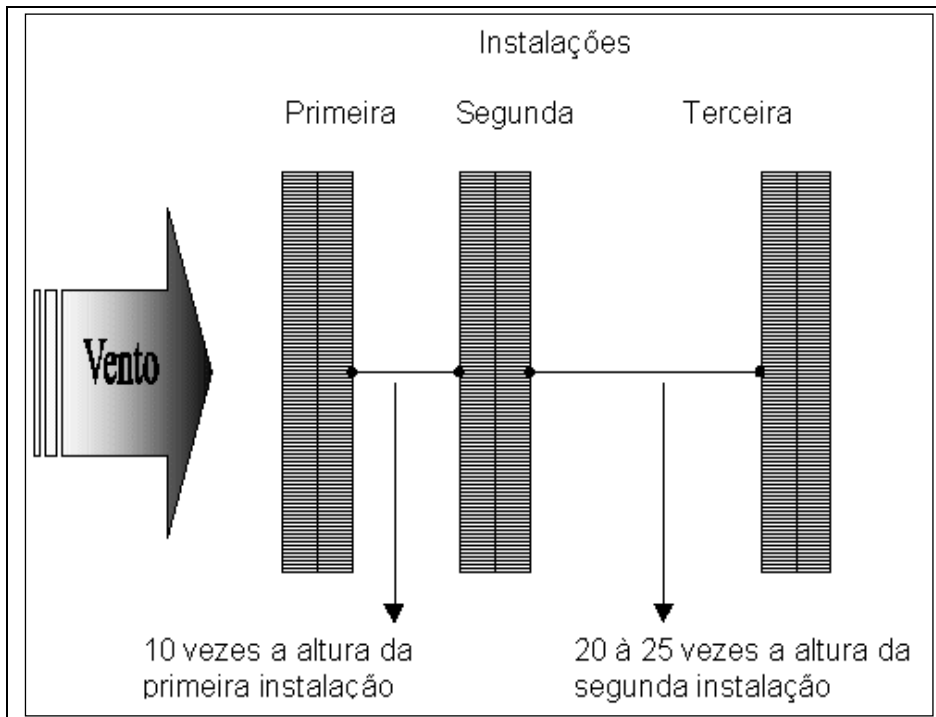 Instalações
Primeira Segunda Terceira
Vento
10 vezes a altura da
primeira instalação
20 à 25 vezes a altura da
segunda instalação